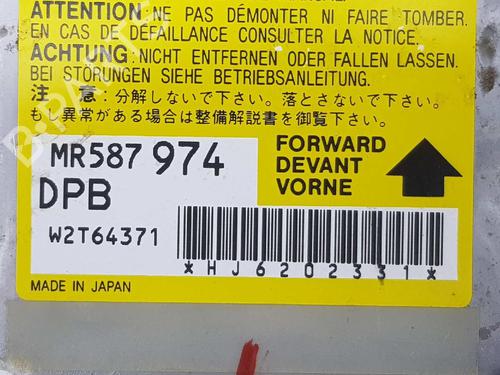 ATTENTION: NE PAS DÉMONTER NI FAIRE TOMBER.
EN CAS DE DÉFAILLANCE CONSULTER LA NOTICE.
ACHTUNG: NICHT ENTFERNEN ODER FALLEN LASSEN.
BEI STÖRUNGEN SIEHE BETRIEBSANLEITUNG.
注 意:分解しないで下さい。落とさないで下さい。
もし異常がある場合は整備解説書を御覧下さい。
MR587 974
DPB
W2T64371
FORWARD
DEVANT
VORNE
*HJ6202331*
MADE IN JAPAN
B-PARTS